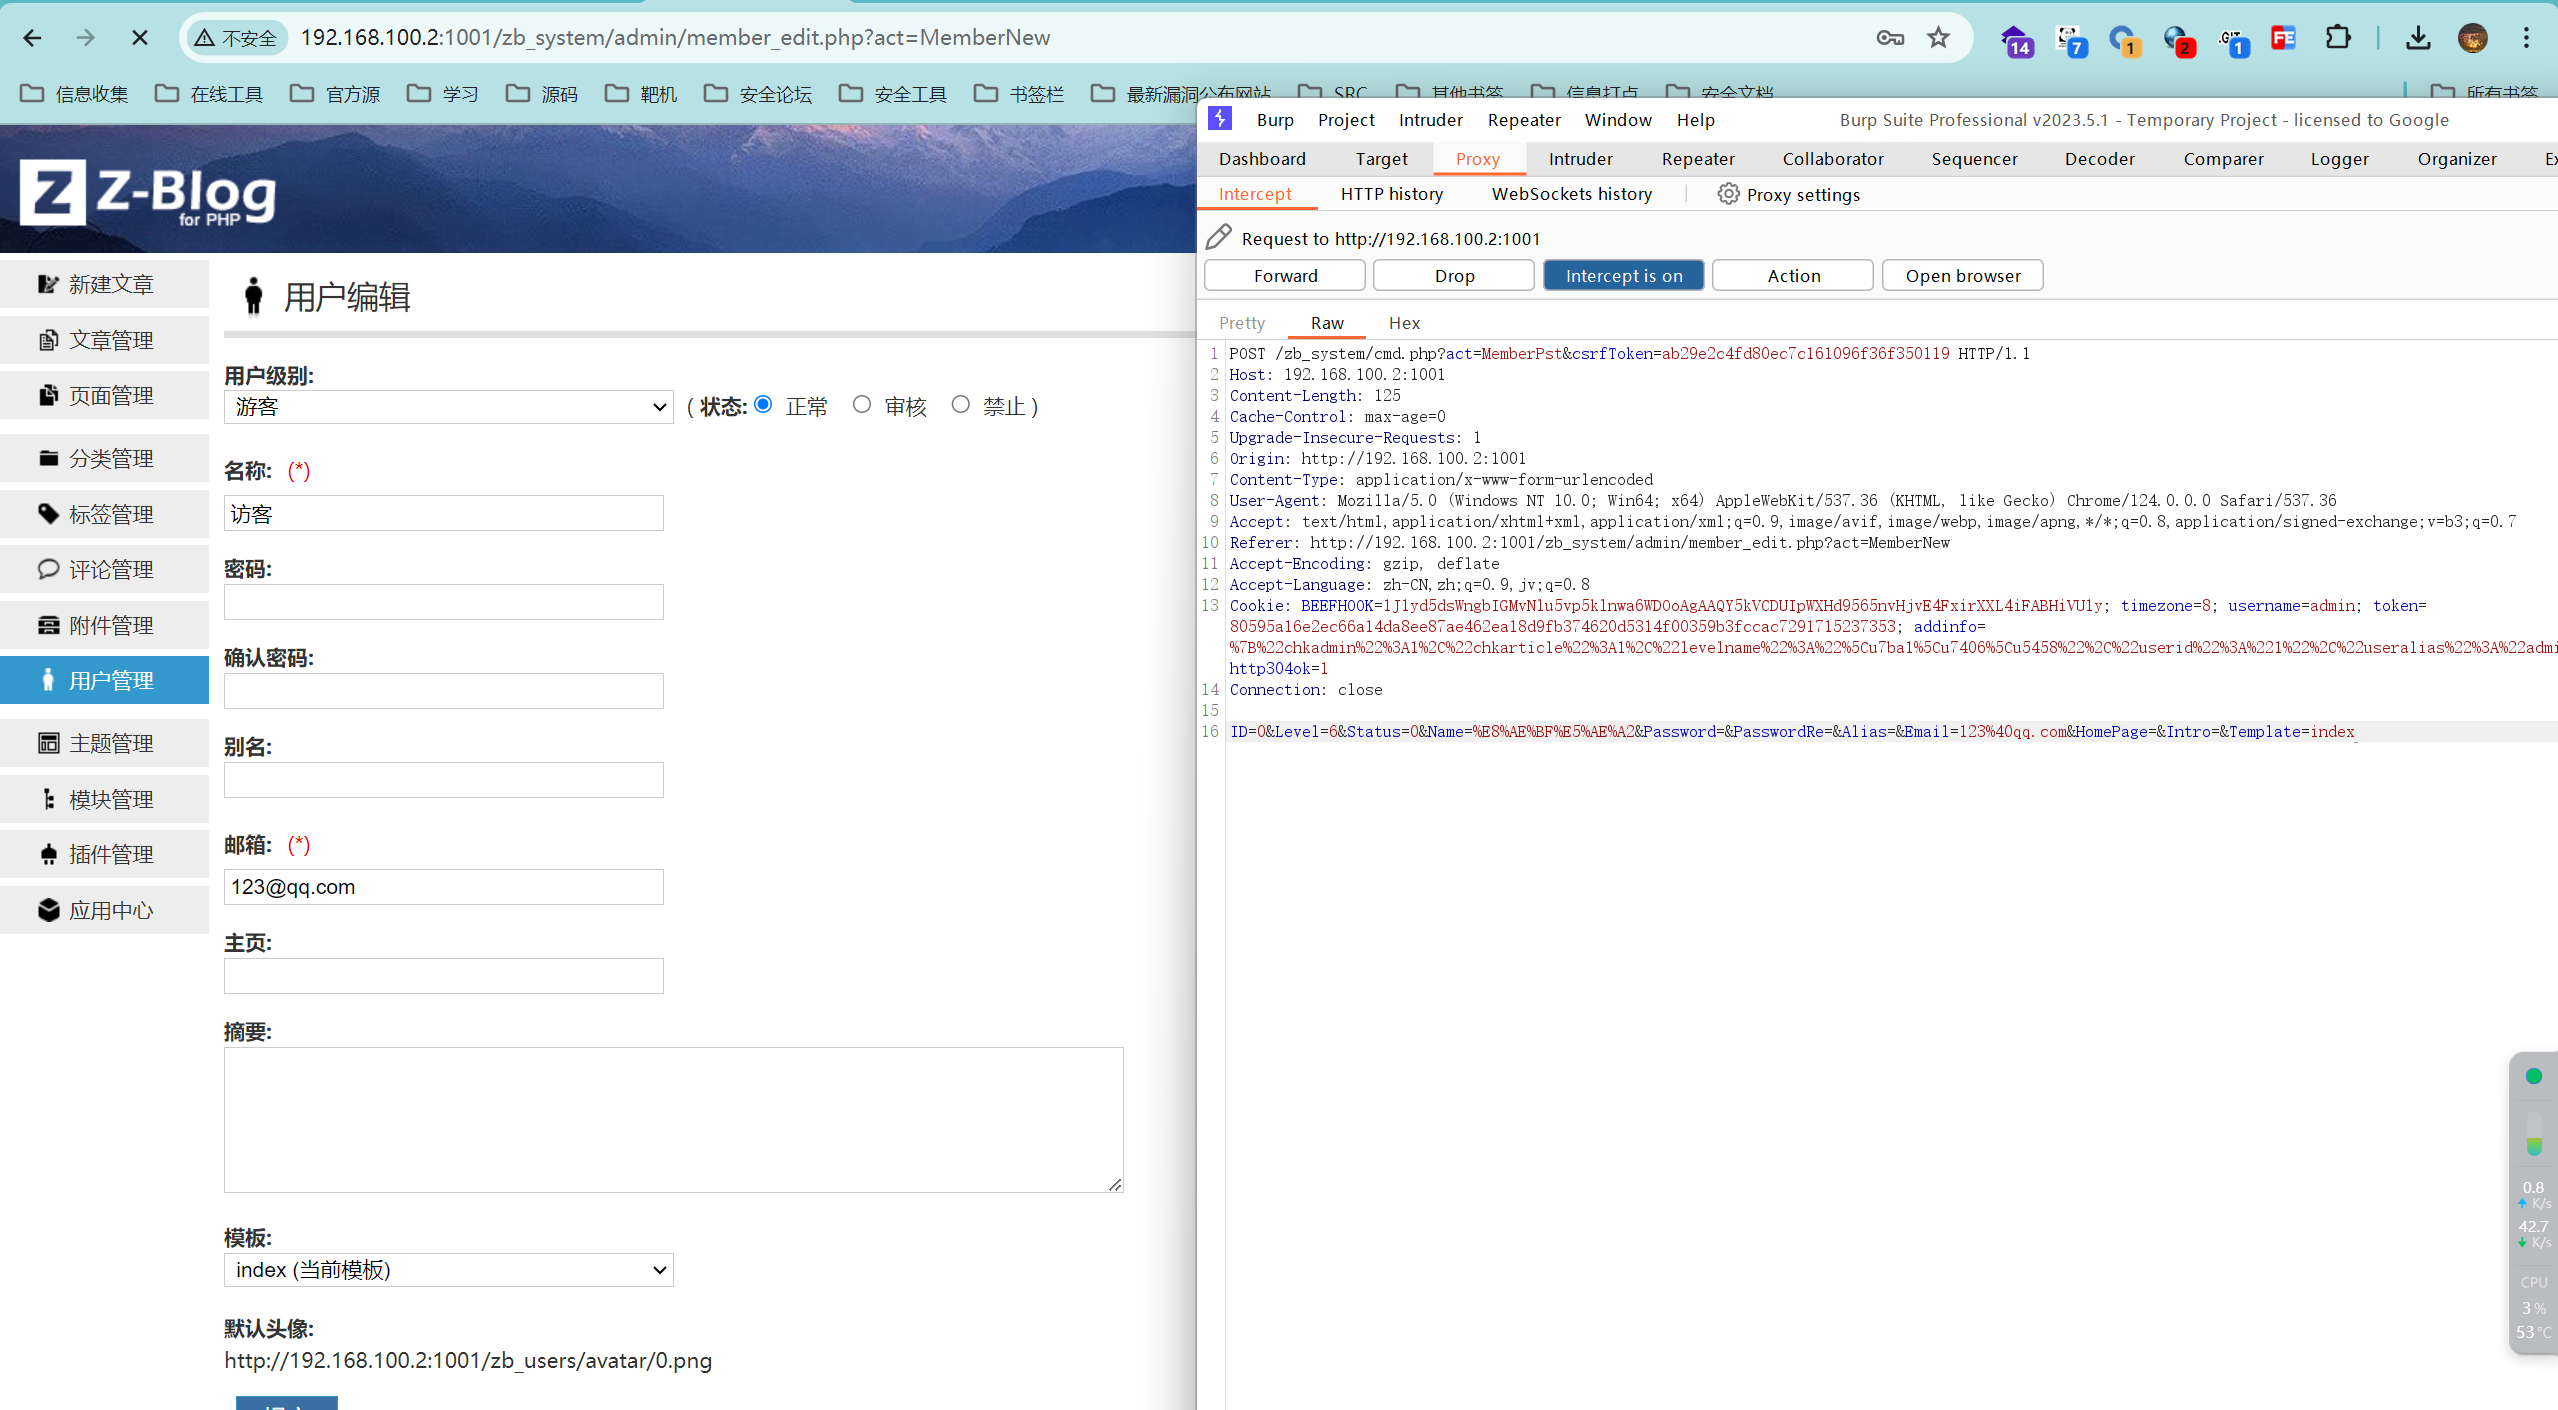 不安全 192.168.100.2:1001/zb_system/admin/member_edit.php?act=MemberNew 14 7 1 2 .GIT 1 FE
信息收集 在线工具 官方源 学习 源码 靶机 安全论坛 安全工具 书签栏 最新漏洞公布网站 SRC 其他书签 信息打点 安全文档 所有书签
Z Z-Blog
for PHP
新建文章
文章管理
页面管理
分类管理
标签管理
评论管理
附件管理
用户管理
主题管理
模块管理
插件管理
应用中心
用户编辑
用户级别:
游客 ( 状态: 正常 审核 禁止 )
名称: (*)
访客
密码:
确认密码:
别名:
邮箱: (*)
123@qq.com
主页:
摘要:
模板:
index (当前模板)
默认头像:
http://192.168.100.2:1001/zb_users/avatar/0.png
Burp Project Intruder Repeater Window Help Burp Suite Professional v2023.5.1 - Temporary Project - licensed to Google
Dashboard Target Proxy Intruder Repeater Collaborator Sequencer Decoder Comparer Logger Organizer Ex
Intercept HTTP history WebSockets history Proxy settings
Request to http://192.168.100.2:1001
Forward Drop Intercept is on Action Open browser
Pretty Raw Hex
1 POST /zb_system/cmd.php?act=MemberPst&csrfToken=ab29e2c4fd80ec7c161096f36f350119 HTTP/1.1
2 Host: 192.168.100.2:1001
3 Content-Length: 125
4 Cache-Control: max-age=0
5 Upgrade-Insecure-Requests: 1
6 Origin: http://192.168.100.2:1001
7 Content-Type: application/x-www-form-urlencoded
8 User-Agent: Mozilla/5.0 (Windows NT 10.0; Win64; x64) AppleWebKit/537.36 (KHTML, like Gecko) Chrome/124.0.0.0 Safari/537.36
9 Accept: text/html,application/xhtml+xml,application/xml;q=0.9,image/avif,image/webp,image/apng,*/*;q=0.8,application/signed-exchange;v=b3;q=0.7
10 Referer: http://192.168.100.2:1001/zb_system/admin/member_edit.php?act=MemberNew
11 Accept-Encoding: gzip, deflate
12 Accept-Language: zh-CN,zh;q=0.9,jv;q=0.8
13 Cookie: BEEFHOOK=1J1yd5dsWngbIGMvNlu5vp5klnwa6WD0oAgAAQY5kVCDUIpWXHd9565nvHjvE4FxirXXL4iFABHiVU1y; timezone=8; username=admin; token=
80595a16e2ec66a14da8ee87ae462ea18d9fb374620d5314f00359b3fccac7291715237353; addinfo=
%7B%22chkadmin%22%3A1%2C%22chkarticle%22%3A1%2C%22levelname%22%3A%22%5Cu7ba1%5Cu7406%5Cu5458%22%2C%22userid%22%3A%221%22%2C%22useralias%22%3A%22admi
http304ok=1
14 Connection: close
15
16 ID=0&Level=6&Status=0&Name=%E8%AE%BF%E5%AE%A2&Password=&PasswordRe=&Alias=&Email=123%40qq.com&HomePage=&Intro=&Template=index
0.8
K/s
42.7
K/s
CPU
3 %
53 °C